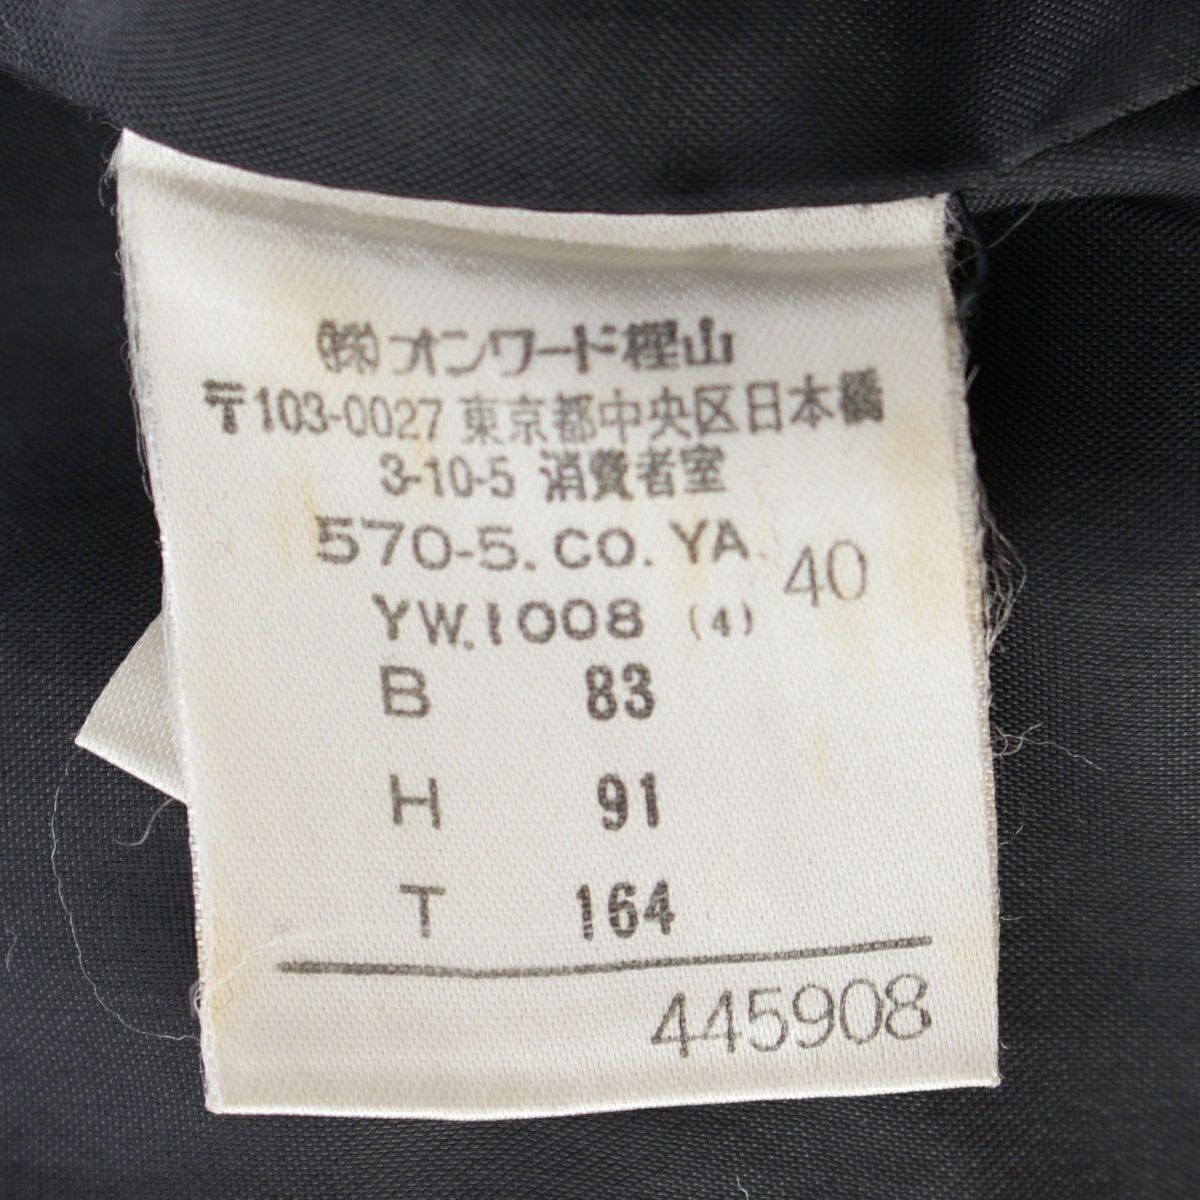 ㈱オンワード樫山
〒103-0027 東京都中央区日本橋
3-10-5 消費者室
570-5.CO.YA 40
YW.1008 (4)
B 83
H 91
T 164
445908